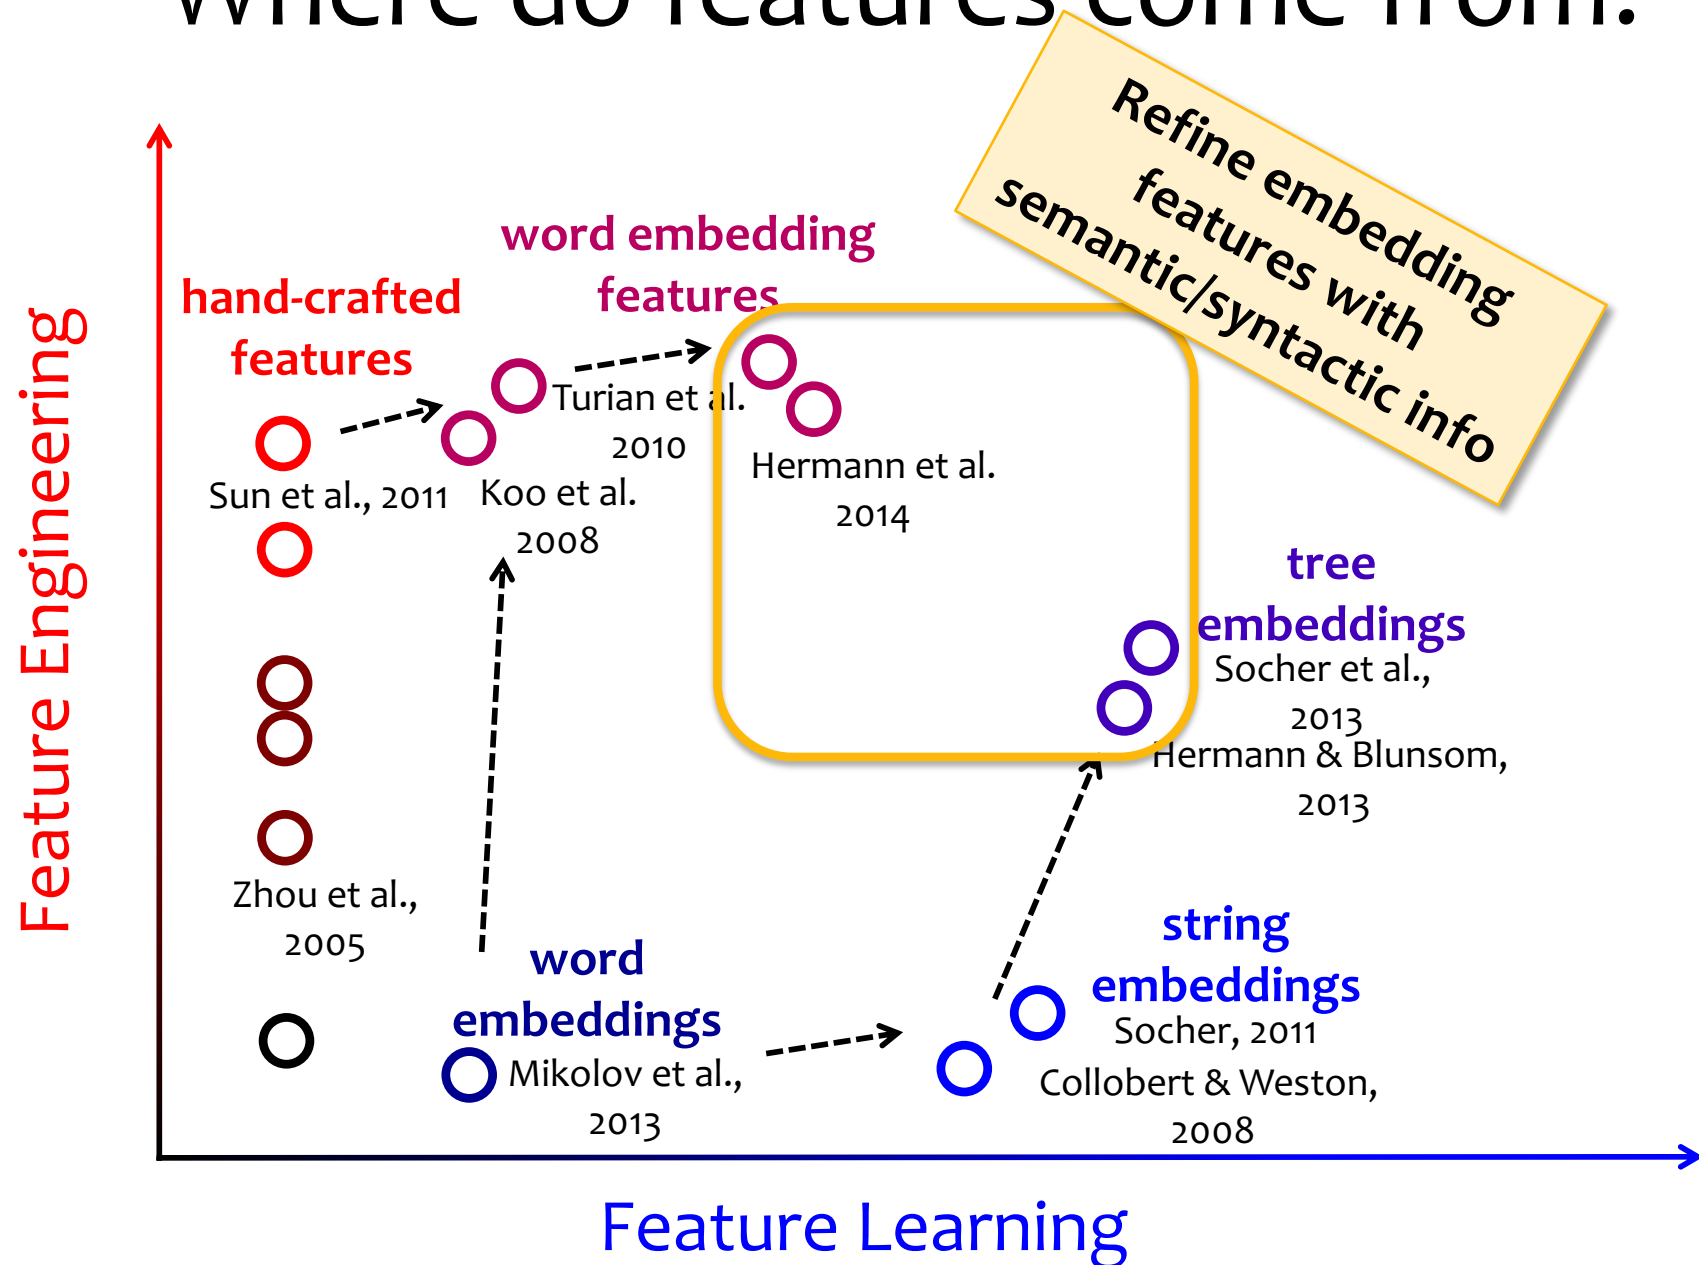 Where do features come from?
Refine embedding
features with
semantic/syntactic info
word embedding
features
hand-crafted
features
Turian et al.
2010
Hermann et al.
2014
Sun et al., 2011
Koo et al.
2008
tree
embeddings
Socher et al.,
2013
Hermann & Blunsom,
2013
Zhou et al.,
2005
string
embeddings
Socher, 2011
Collobert & Weston,
2008
word
embeddings
Mikolov et al.,
2013
Feature Engineering
Feature Learning